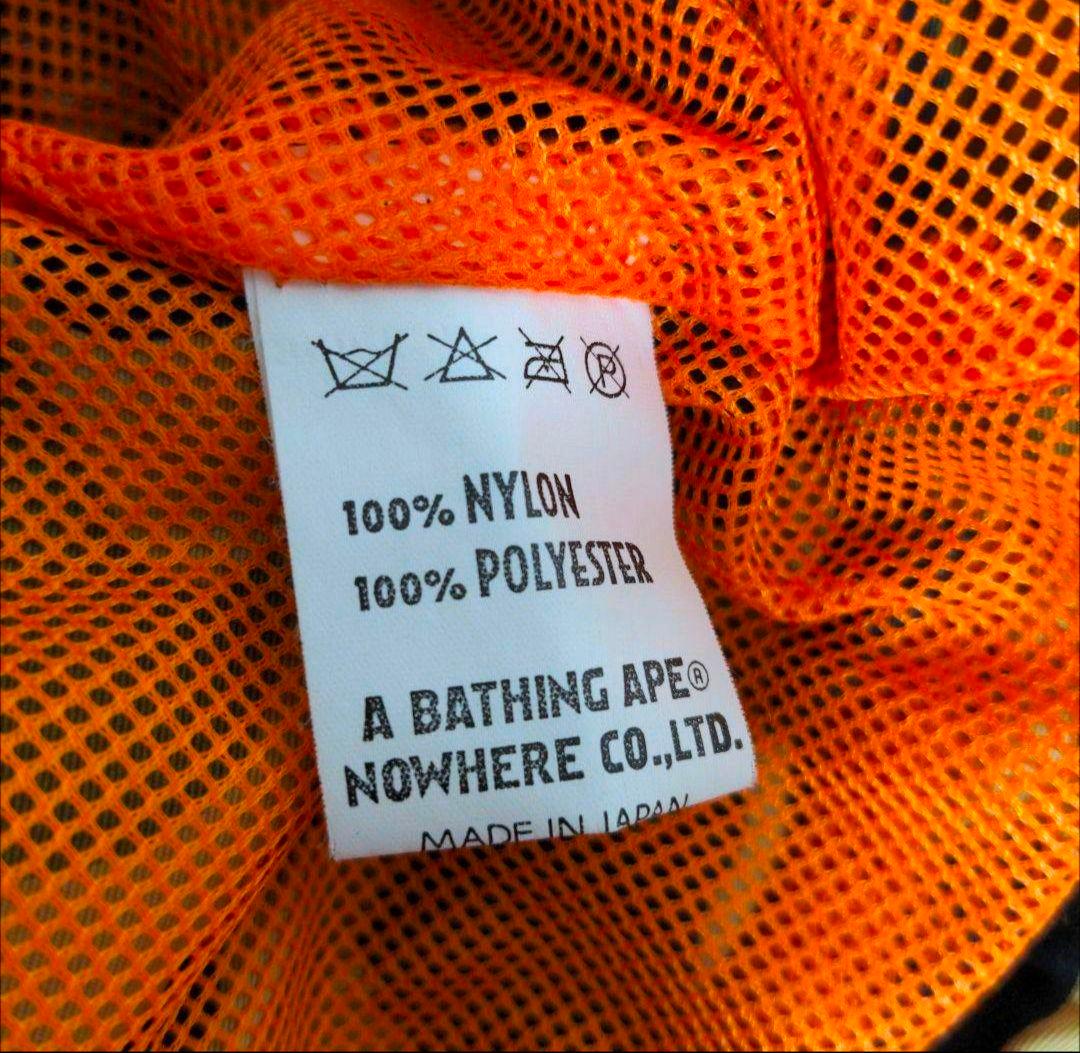 P
100% NYLON
100% POLYESTER
A BATHING APE®
NOWHERE CO.,LTD.
MADE IN JAPAN